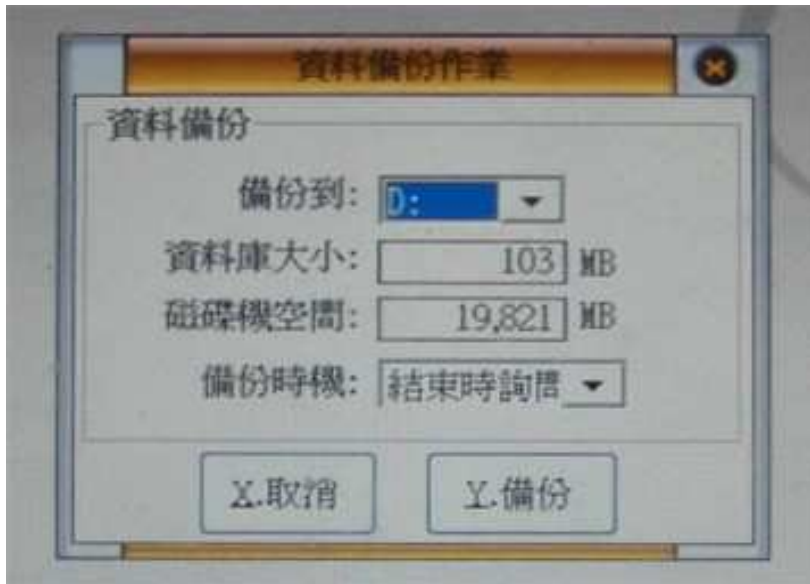 資料備份作業
資料備份
備份到: D:
資料庫大小: 103 MB
磁碟機空間: 19,821 MB
備份時機: 結束時詢問
X.取消 Y.備份